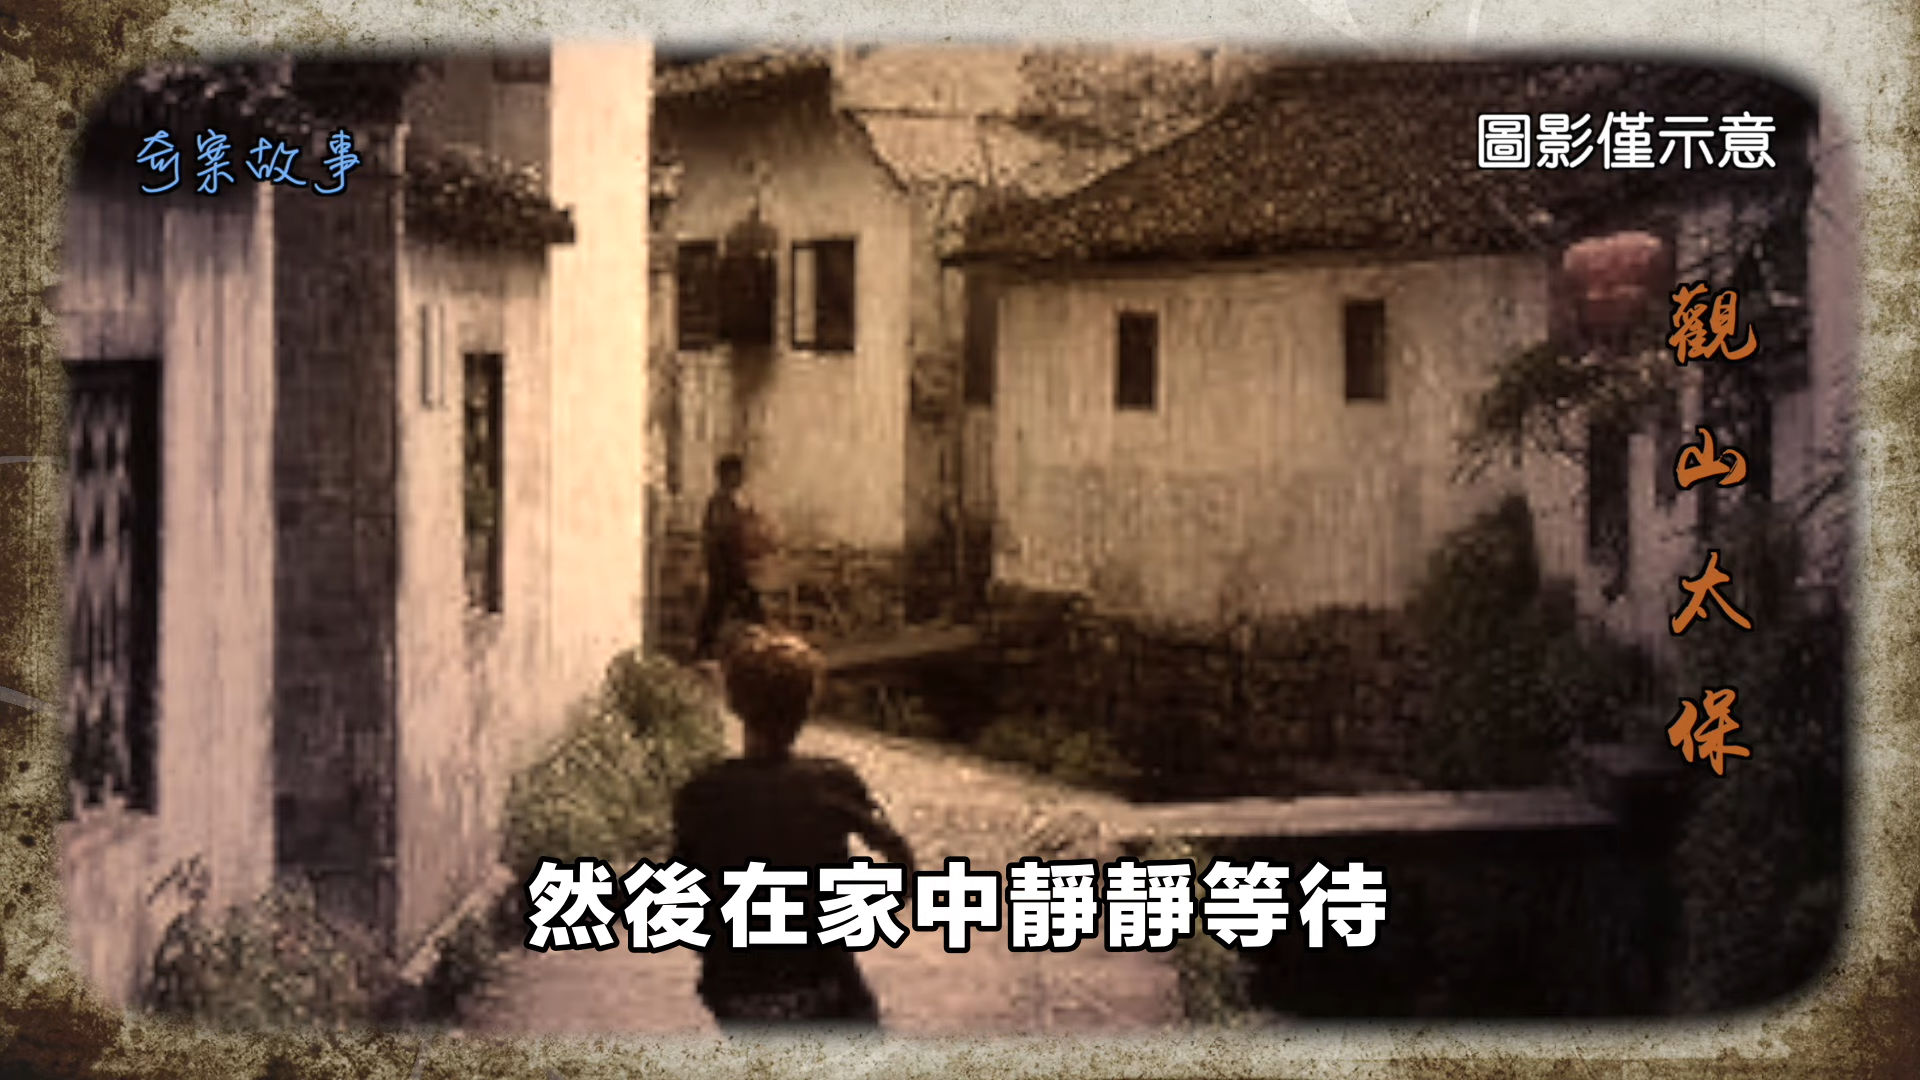 奇案故事
圖影僅示意
觀山太保
然後在家中靜靜等待